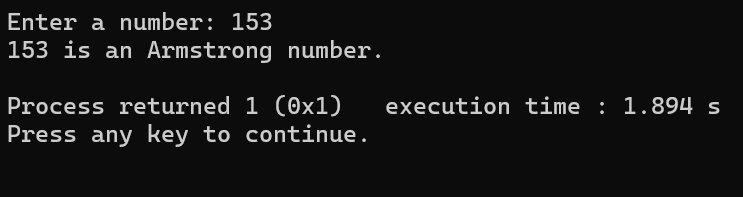 Enter a number: 153
153 is an Armstrong number.
Process returned 1 (0x1)   execution time : 1.894 s
Press any key to continue.